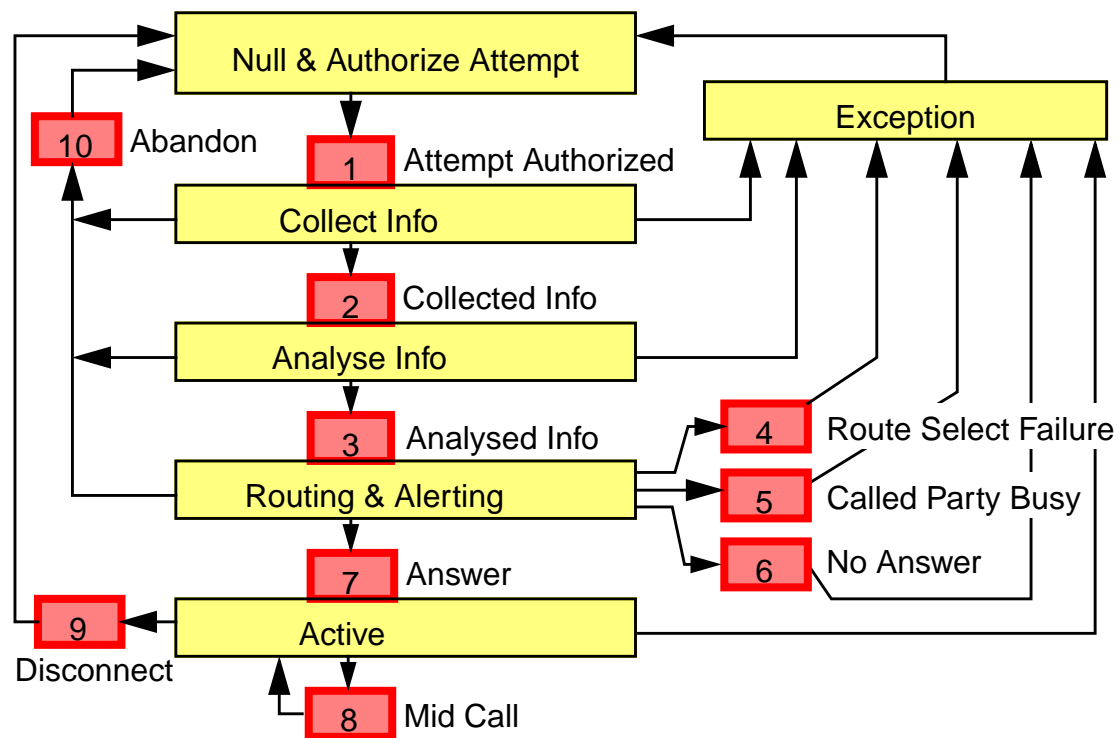 Null & Authorize Attempt
Exception
10 Abandon
1 Attempt Authorized
Collect Info
2 Collected Info
Analyse Info
3 Analysed Info
4 Route Select Failure
Routing & Alerting
5 Called Party Busy
6 No Answer
7 Answer
9
Disconnect
Active
8 Mid Call